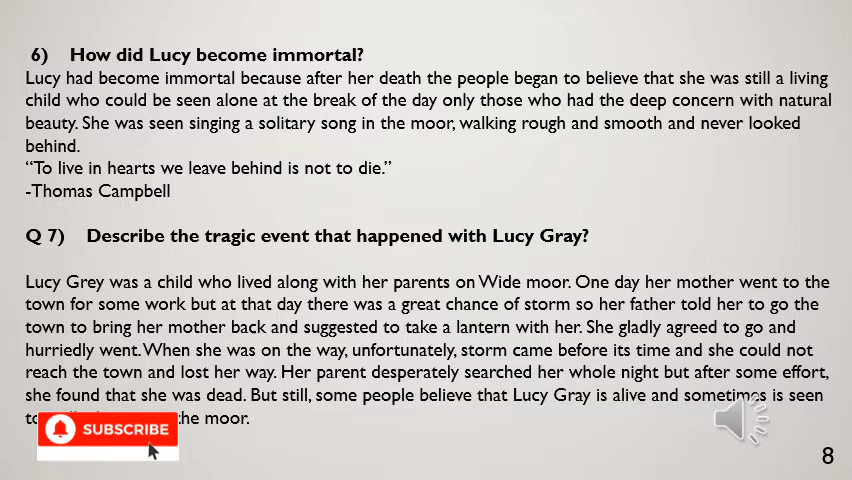 6) How did Lucy become immortal?
Lucy had become immortal because after her death the people began to believe that she was still a living
child who could be seen alone at the break of the day only those who had the deep concern with natural
beauty. She was seen singing a solitary song in the moor, walking rough and smooth and never looked
behind.
“To live in hearts we leave behind is not to die.”
-Thomas Campbell
Q 7) Describe the tragic event that happened with Lucy Gray?
Lucy Grey was a child who lived along with her parents on Wide moor. One day her mother went to the
town for some work but at that day there was a great chance of storm so her father told her to go the
town to bring her mother back and suggested to take a lantern with her. She gladly agreed to go and
hurriedly went. When she was on the way, unfortunately, storm came before its time and she could not
reach the town and lost her way. Her parent desperately searched her whole night but after some effort,
she found that she was dead. But still, some people believe that Lucy Gray is alive and sometimes is seen
the moor.
SUBSCRIBE
8